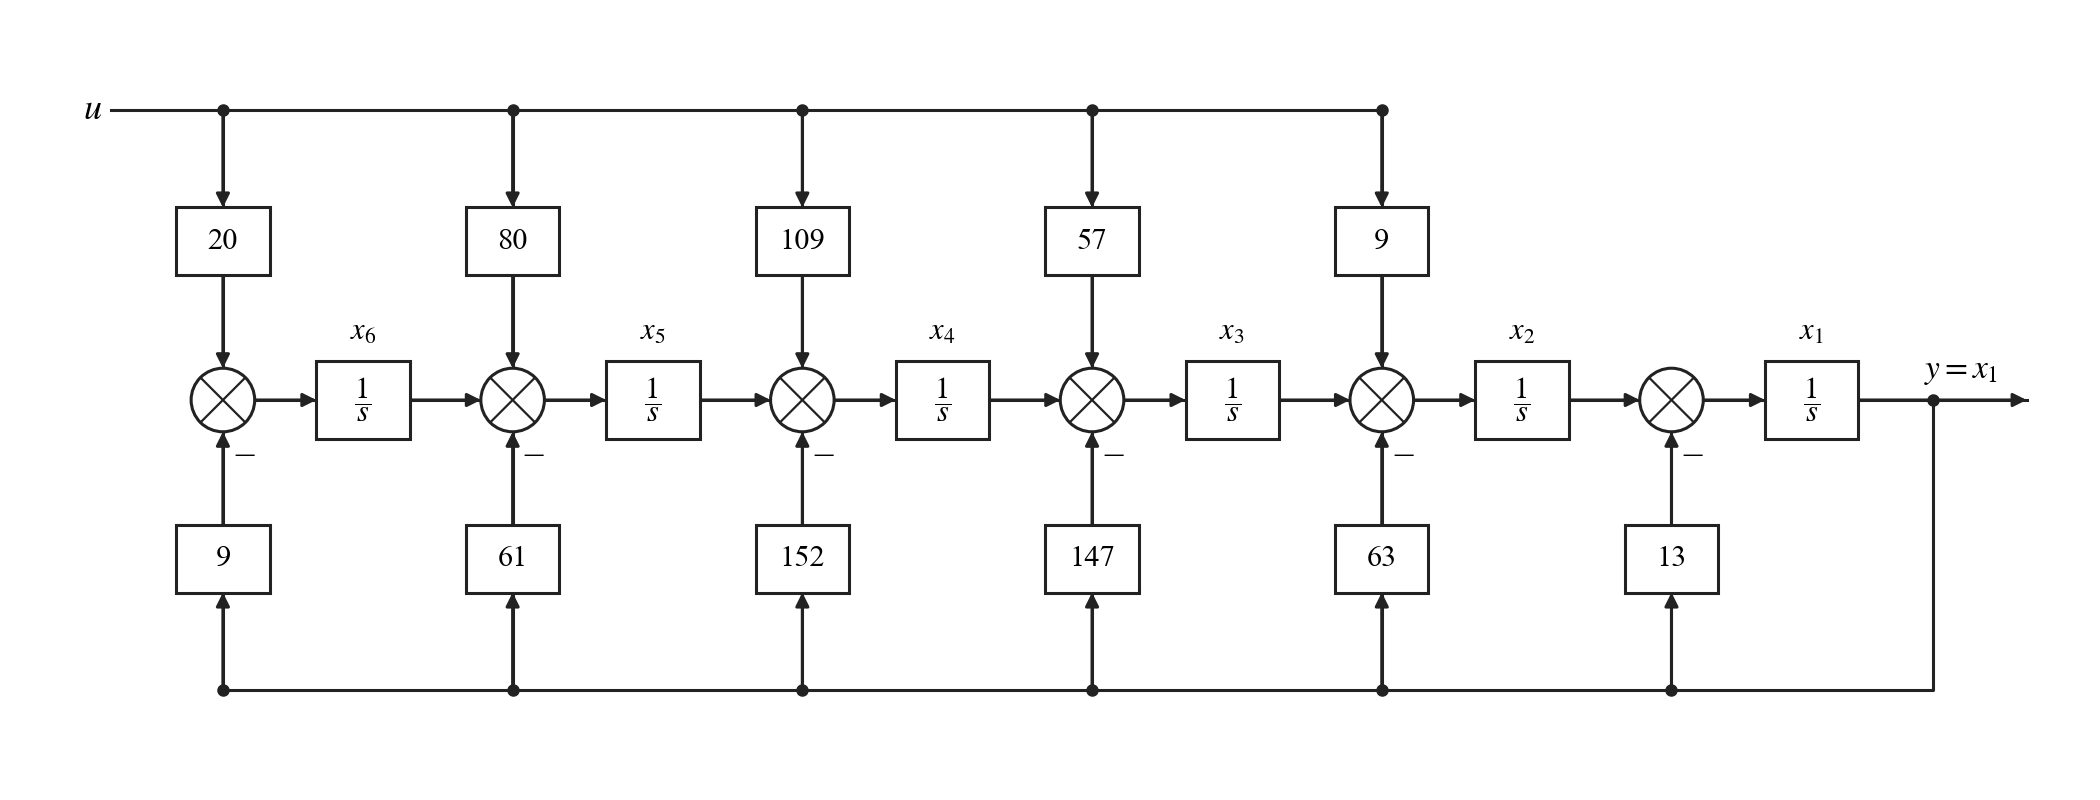 u
20 80 109 57 9
x₆ x₅ x₄ x₃ x₂ x₁
1/s 1/s 1/s 1/s 1/s 1/s y = x₁
− − − − − −
9 61 152 147 63 13